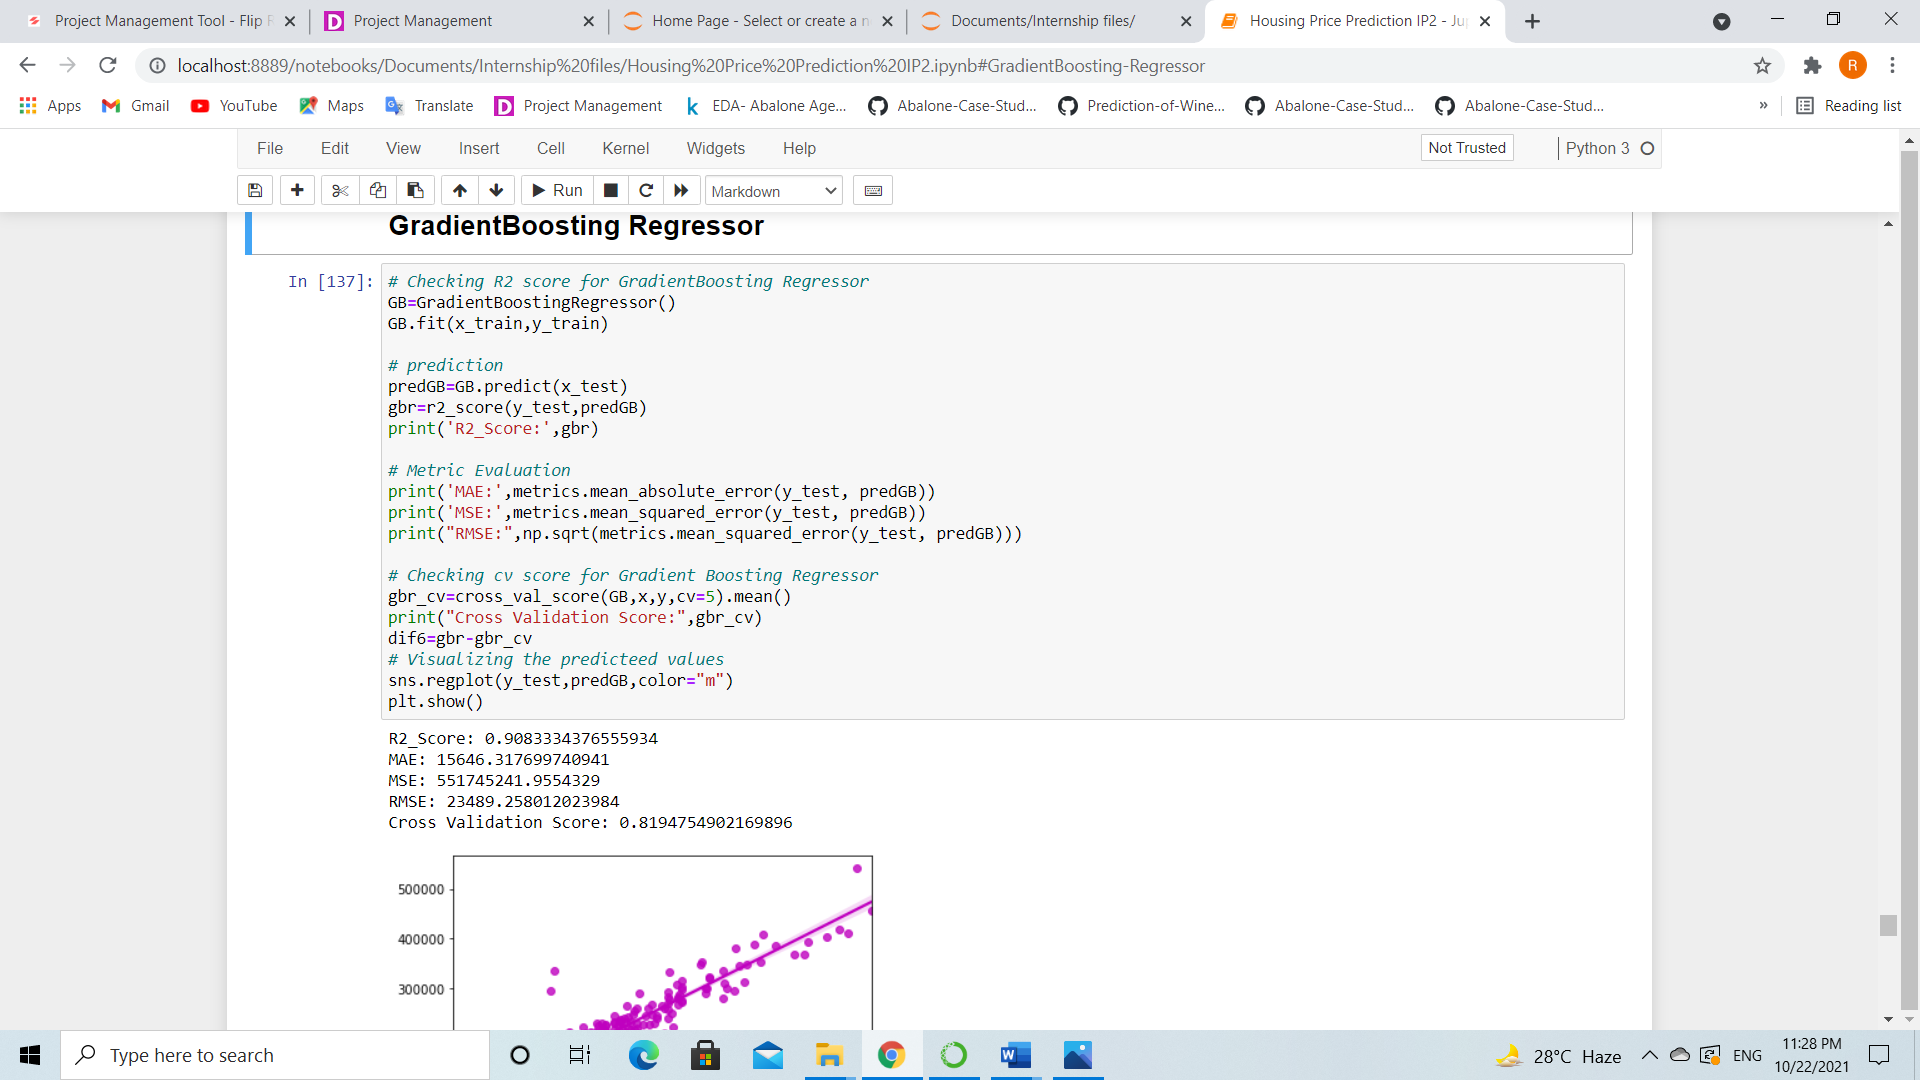 Project Management Tool - Flip R
Project Management
Home Page - Select or create a n
Documents/Internship files/
Housing Price Prediction IP2 - Ju
localhost:8889/notebooks/Documents/Internship%20files/Housing%20Price%20Prediction%20IP2.ipynb#GradientBoosting-Regressor
R
Apps
Gmail
YouTube
Maps
Translate
Project Management
EDA- Abalone Age...
Abalone-Case-Stud...
Prediction-of-Wine...
Abalone-Case-Stud...
Abalone-Case-Stud...
»
Reading list
File Edit View Insert Cell Kernel Widgets Help
Not Trusted
Python 3
Run
Markdown
GradientBoosting Regressor
In [137]:
# Checking R2 score for GradientBoosting Regressor
GB=GradientBoostingRegressor()
GB.fit(x_train,y_train)
# prediction
predGB=GB.predict(x_test)
gbr=r2_score(y_test,predGB)
print('R2_Score:',gbr)
# Metric Evaluation
print('MAE:',metrics.mean_absolute_error(y_test, predGB))
print('MSE:',metrics.mean_squared_error(y_test, predGB))
print("RMSE:",np.sqrt(metrics.mean_squared_error(y_test, predGB)))
# Checking cv score for Gradient Boosting Regressor
gbr_cv=cross_val_score(GB,x,y,cv=5).mean()
print("Cross Validation Score:",gbr_cv)
dif6=gbr-gbr_cv
# Visualizing the predicteed values
sns.regplot(y_test,predGB,color="m")
plt.show()
R2_Score: 0.9083334376555934
MAE: 15646.317699740941
MSE: 551745241.9554329
RMSE: 23489.258012023984
Cross Validation Score: 0.8194754902169896
500000
400000
300000
Type here to search
28°C Haze
ENG
11:28 PM
10/22/2021